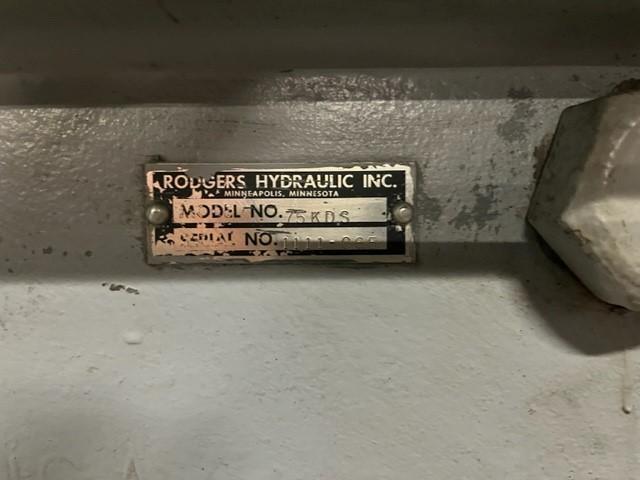 RODGERS HYDRAULIC INC.
MINNEAPOLIS, MINNESOTA
MODEL NO. 75KDS
SERIAL NO.